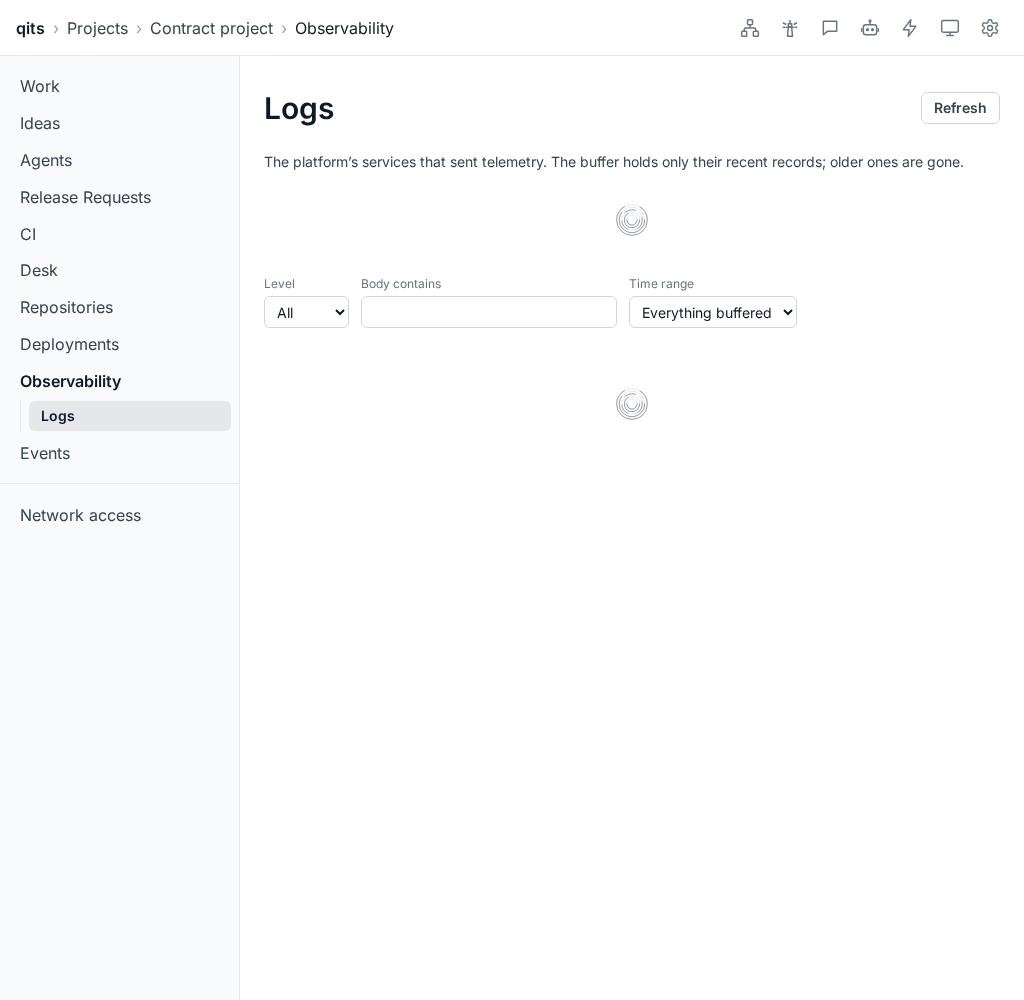 qits › Projects › Contract project › Observability
Work
Ideas
Agents
Release Requests
CI
Desk
Repositories
Deployments
Observability
Logs
Events
Network access
Logs
Refresh
The platform’s services that sent telemetry. The buffer holds only their recent records; older ones are gone.
Level
Body contains
Time range
All
Everything buffered